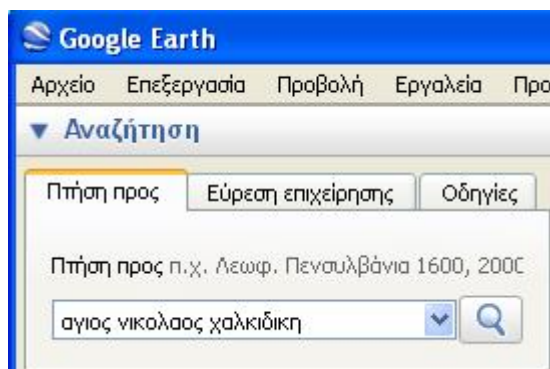 Google Earth
Αρχείο Επεξεργασία Προβολή Εργαλεία Προ
Αναζήτηση
Πτήση προς Εύρεση επιχείρησης Οδηγίες
Πτήση προς π.χ. Λεωφ. Πενσυλβάνια 1600, 200
αγιος νικολαος χαλκιδικη